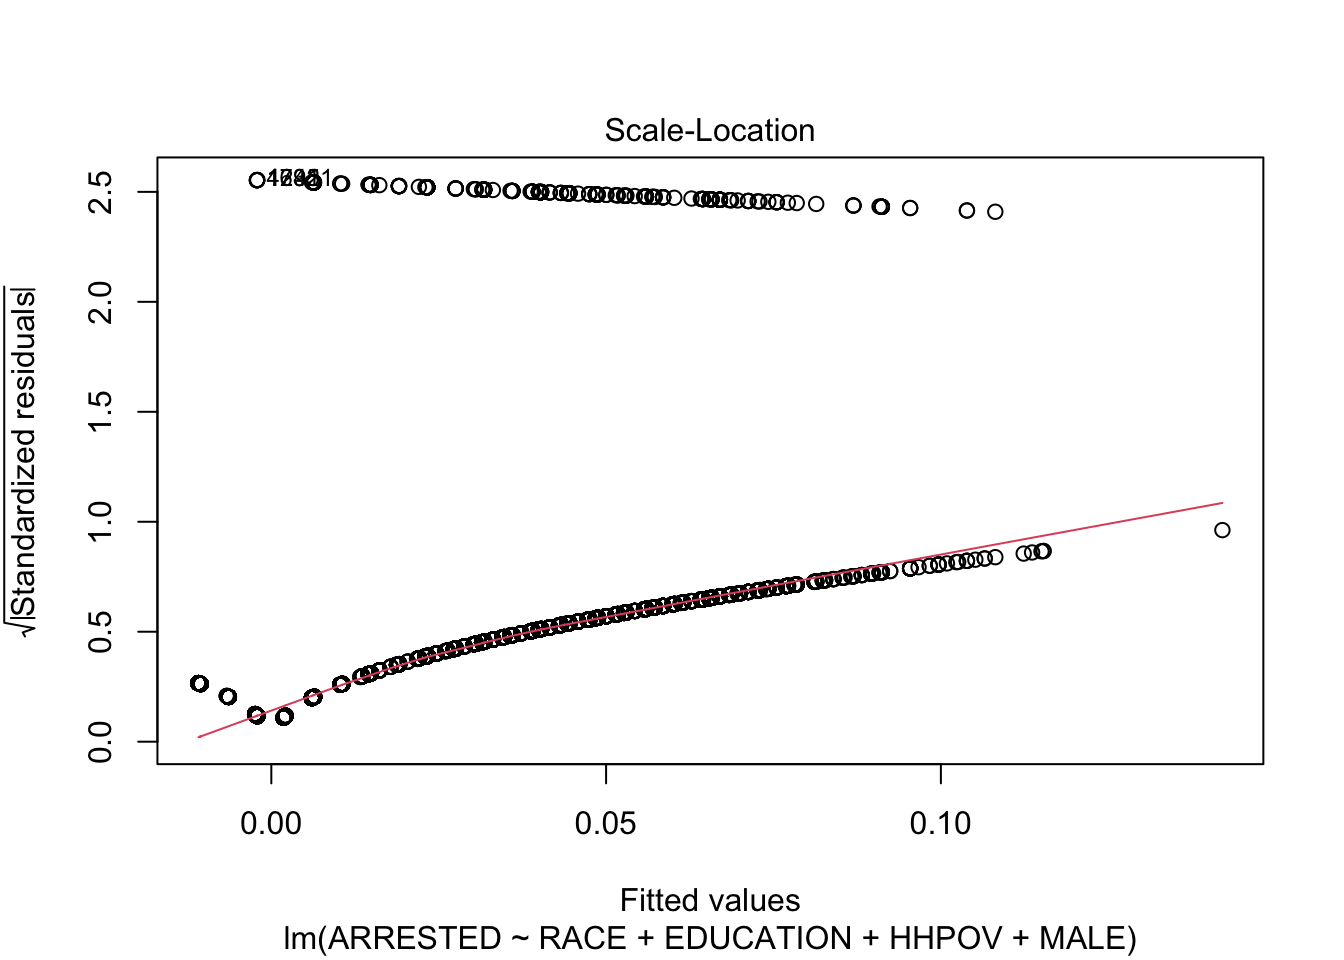 Scale-Location
√|Standardized residuals|
2.5
2.0
1.5
1.0
0.5
0.0
0.00 0.05 0.10
Fitted values
lm(ARRESTED ~ RACE + EDUCATION + HHPOV + MALE)